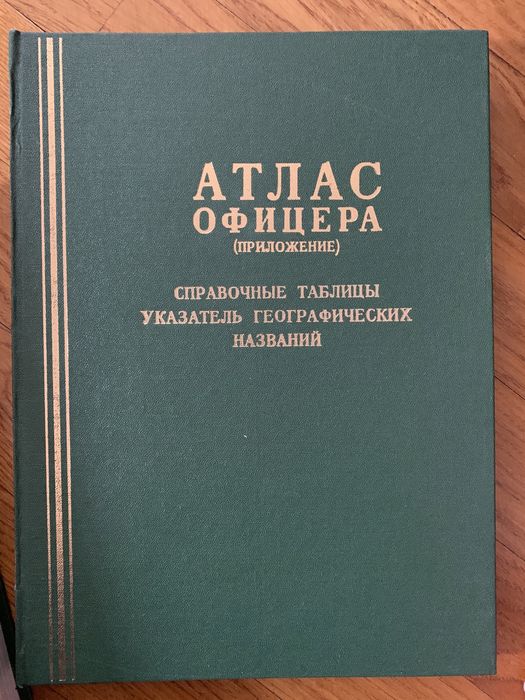 АТЛАС
ОФИЦЕРА
(ПРИЛОЖЕНИЕ)
СПРАВОЧНЫЕ ТАБЛИЦЫ
УКАЗАТЕЛЬ ГЕОГРАФИЧЕСКИХ
НАЗВАНИЙ